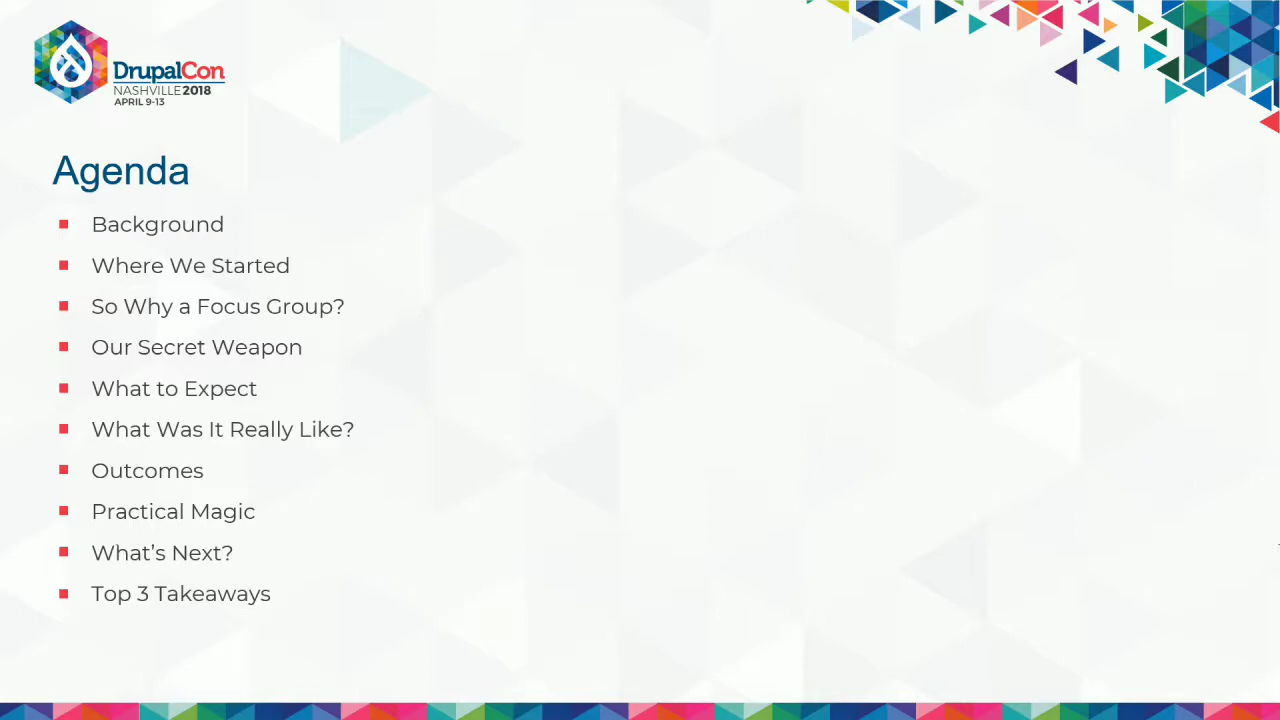 DrupalCon
NASHVILLE 2018
APRIL 9-13
Agenda
Background
Where We Started
So Why a Focus Group?
Our Secret Weapon
What to Expect
What Was It Really Like?
Outcomes
Practical Magic
What’s Next?
Top 3 Takeaways